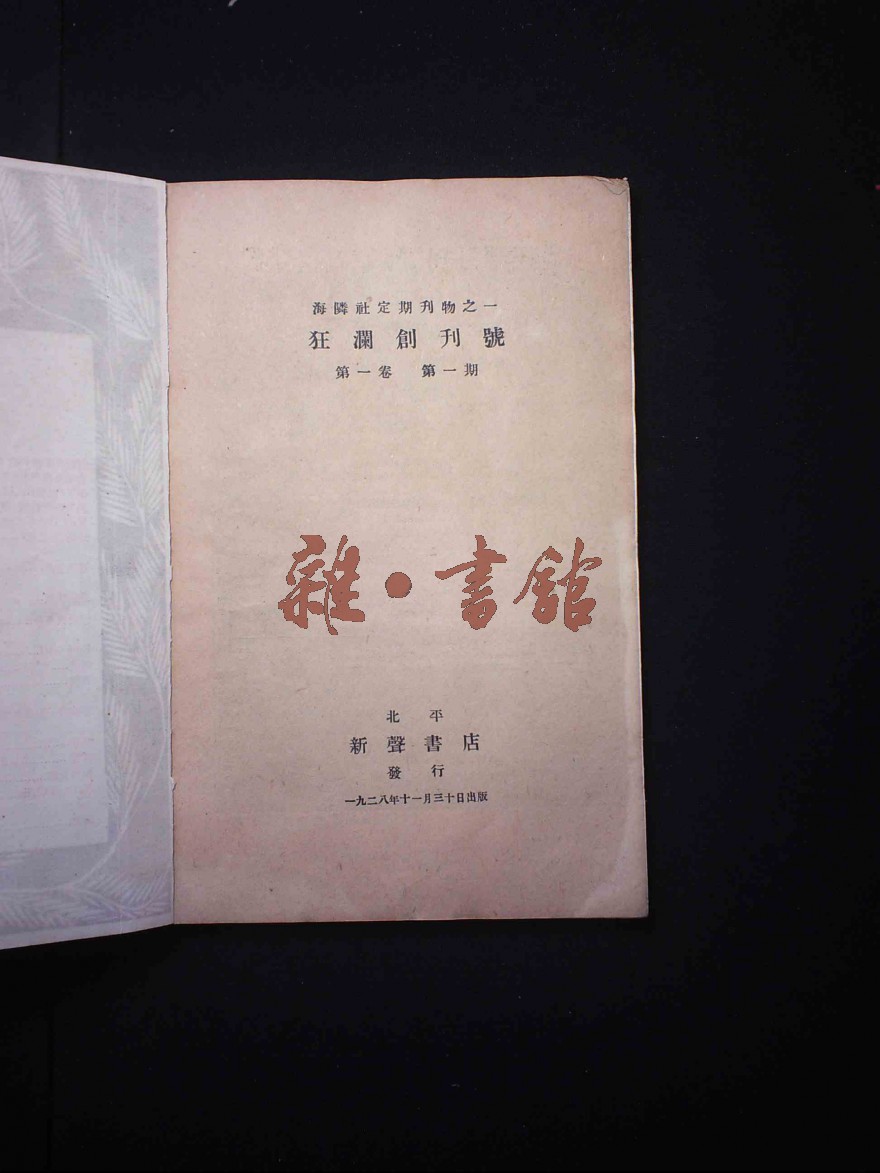 海隣社定期刊物之一
狂瀾創刊號
第一卷 第一期
雜·書館
北平
新聲書店
發行
一九二八年十一月三十日出版